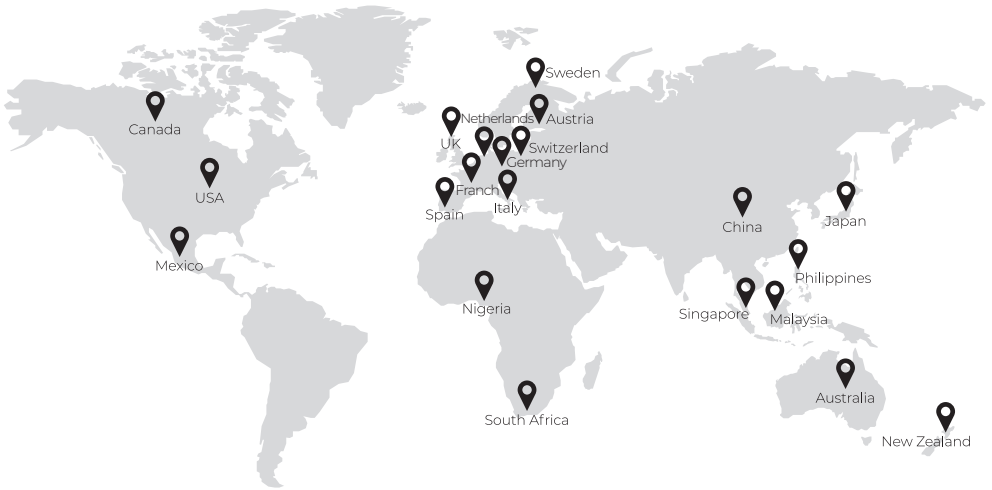 Sweden
Canada
Netherlands
Austria
UK
Switzerland
Germany
USA
Franch
Italy
Spain
China
Japan
Mexico
Philippines
Nigeria
Singapore
Malaysia
Australia
South Africa
New Zealand